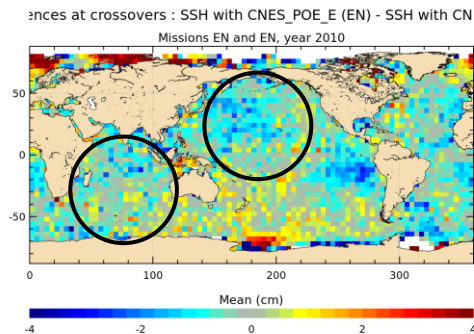 ences at crossovers : SSH with CNES_POE_E (EN) - SSH with CN
Missions EN and EN, year 2010
50
0
-50
0 100 200 300
Mean (cm)
-4 -2 0 2 4